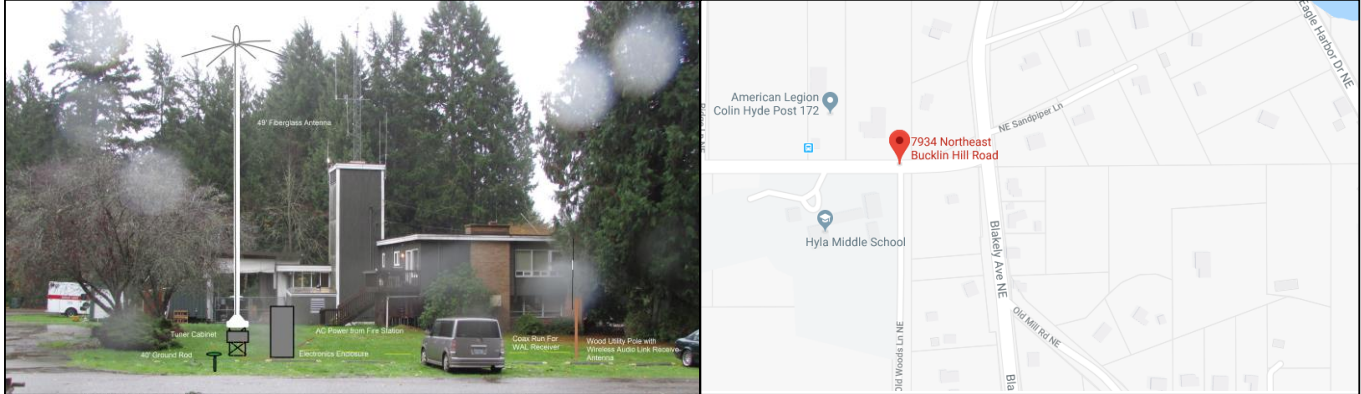 49' Fiberglass Antenna
Tuner Cabinet
40' Ground Rod
AC Power from Fire Station
Electronics Enclosure
Coax Run For
WAL Receiver
Wood Utility Pole with
Wireless Audio Link Receive
Antenna
American Legion
Colin Hyde Post 172
7934 Northeast
Bucklin Hill Road
NE Sandpiper Ln
Eagle Harbor Dr NE
Hyla Middle School
Blakely Ave NE
Old Woods Ln NE
Old Mill Rd NE
Bla